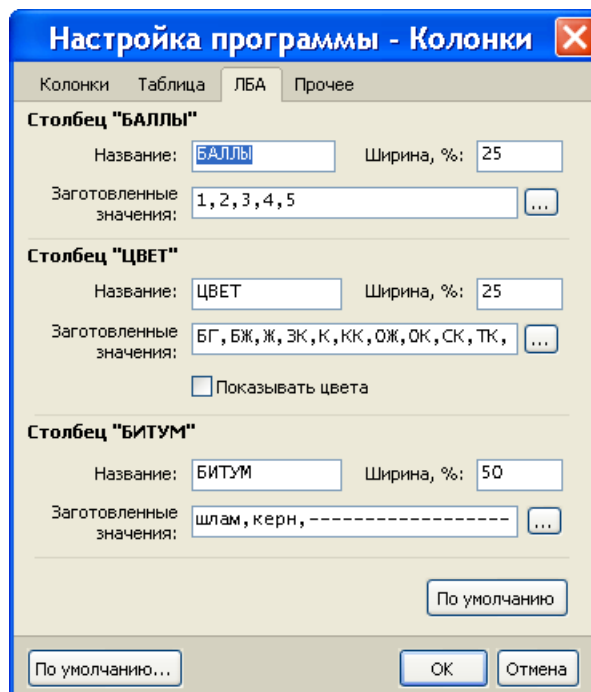 Настройка программы - Колонки
Колонки Таблица ЛБА Прочее
Столбец "БАЛЛЫ"
Название: БАЛЛЫ Ширина, %: 25
Заготовленные
значения: 1,2,3,4,5 ...
Столбец "ЦВЕТ"
Название: ЦВЕТ Ширина, %: 25
Заготовленные
значения: БГ,БЖ,Ж,ЗК,К,КК,ОЖ,ОК,СК,ТК, ...
Показывать цвета
Столбец "БИТУМ"
Название: БИТУМ Ширина, %: 50
Заготовленные
значения: шлам,керн,------------------- ...
По умолчанию
По умолчанию... ОК Отмена